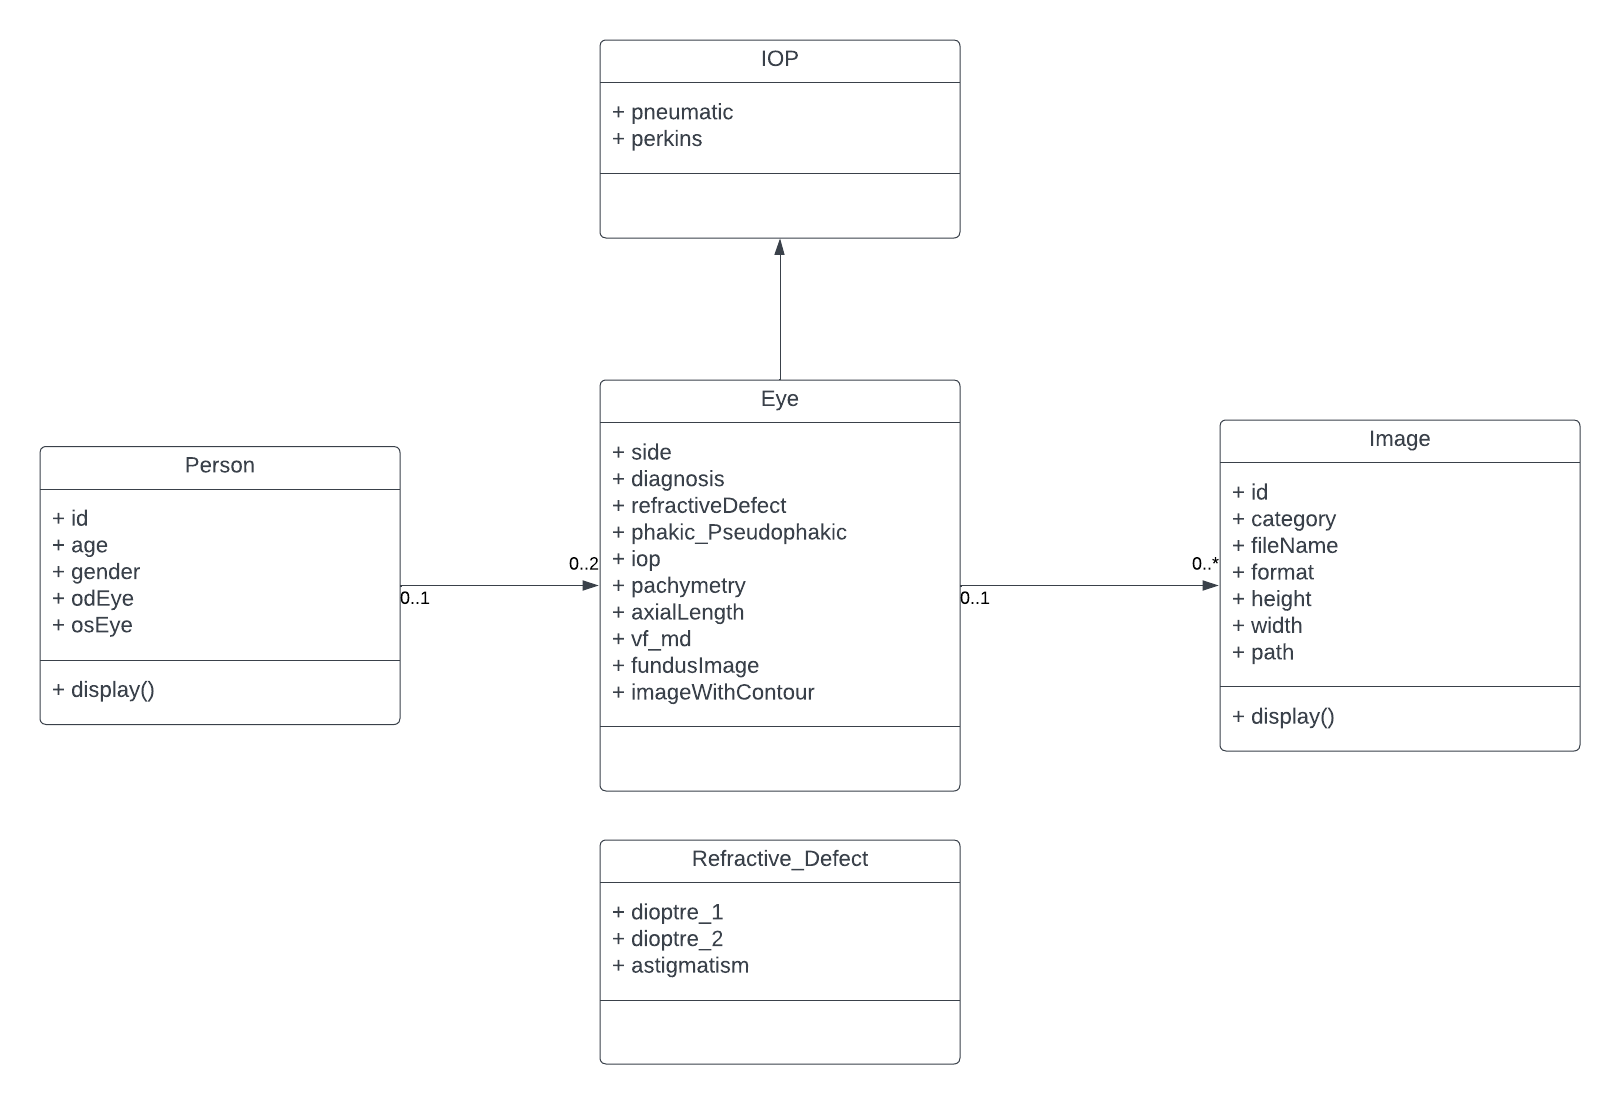 IOP
+ pneumatic
+ perkins
Person
+ id
+ age
+ gender
+ odEye
+ osEye
+ display()
0..1
0..2
Eye
+ side
+ diagnosis
+ refractiveDefect
+ phakic_Pseudophakic
+ iop
+ pachymetry
+ axialLength
+ vf_md
+ fundusImage
+ imageWithContour
0..1
0..*
Image
+ id
+ category
+ fileName
+ format
+ height
+ width
+ path
+ display()
Refractive_Defect
+ dioptre_1
+ dioptre_2
+ astigmatism